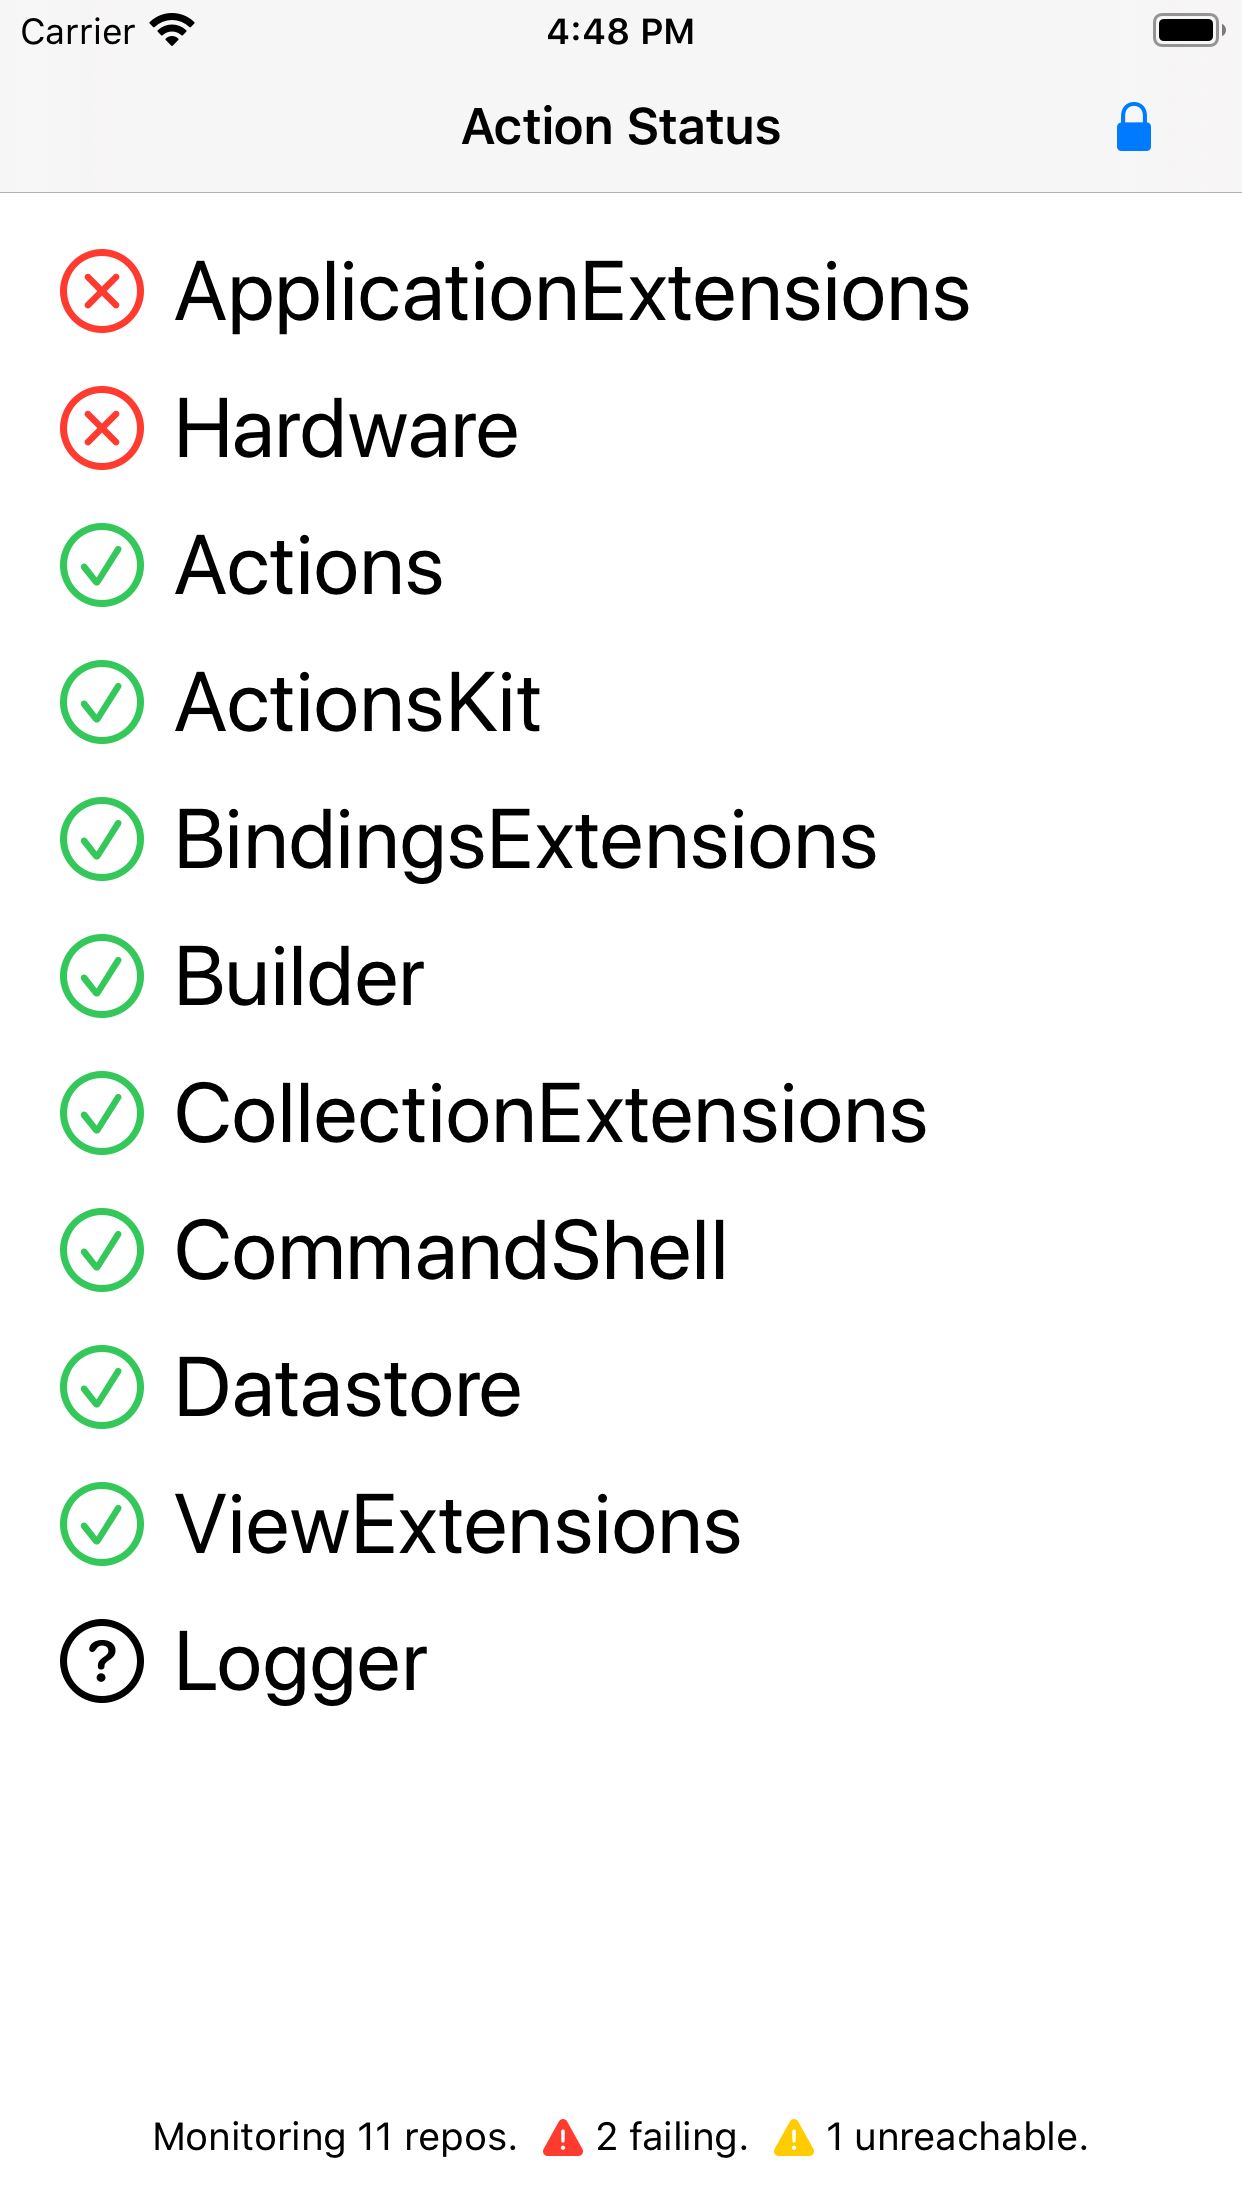 Carrier 4:48 PM
Action Status
ApplicationExtensions
Hardware
Actions
ActionsKit
BindingsExtensions
Builder
CollectionExtensions
CommandShell
Datastore
ViewExtensions
? Logger
Monitoring 11 repos. ! 2 failing. ! 1 unreachable.